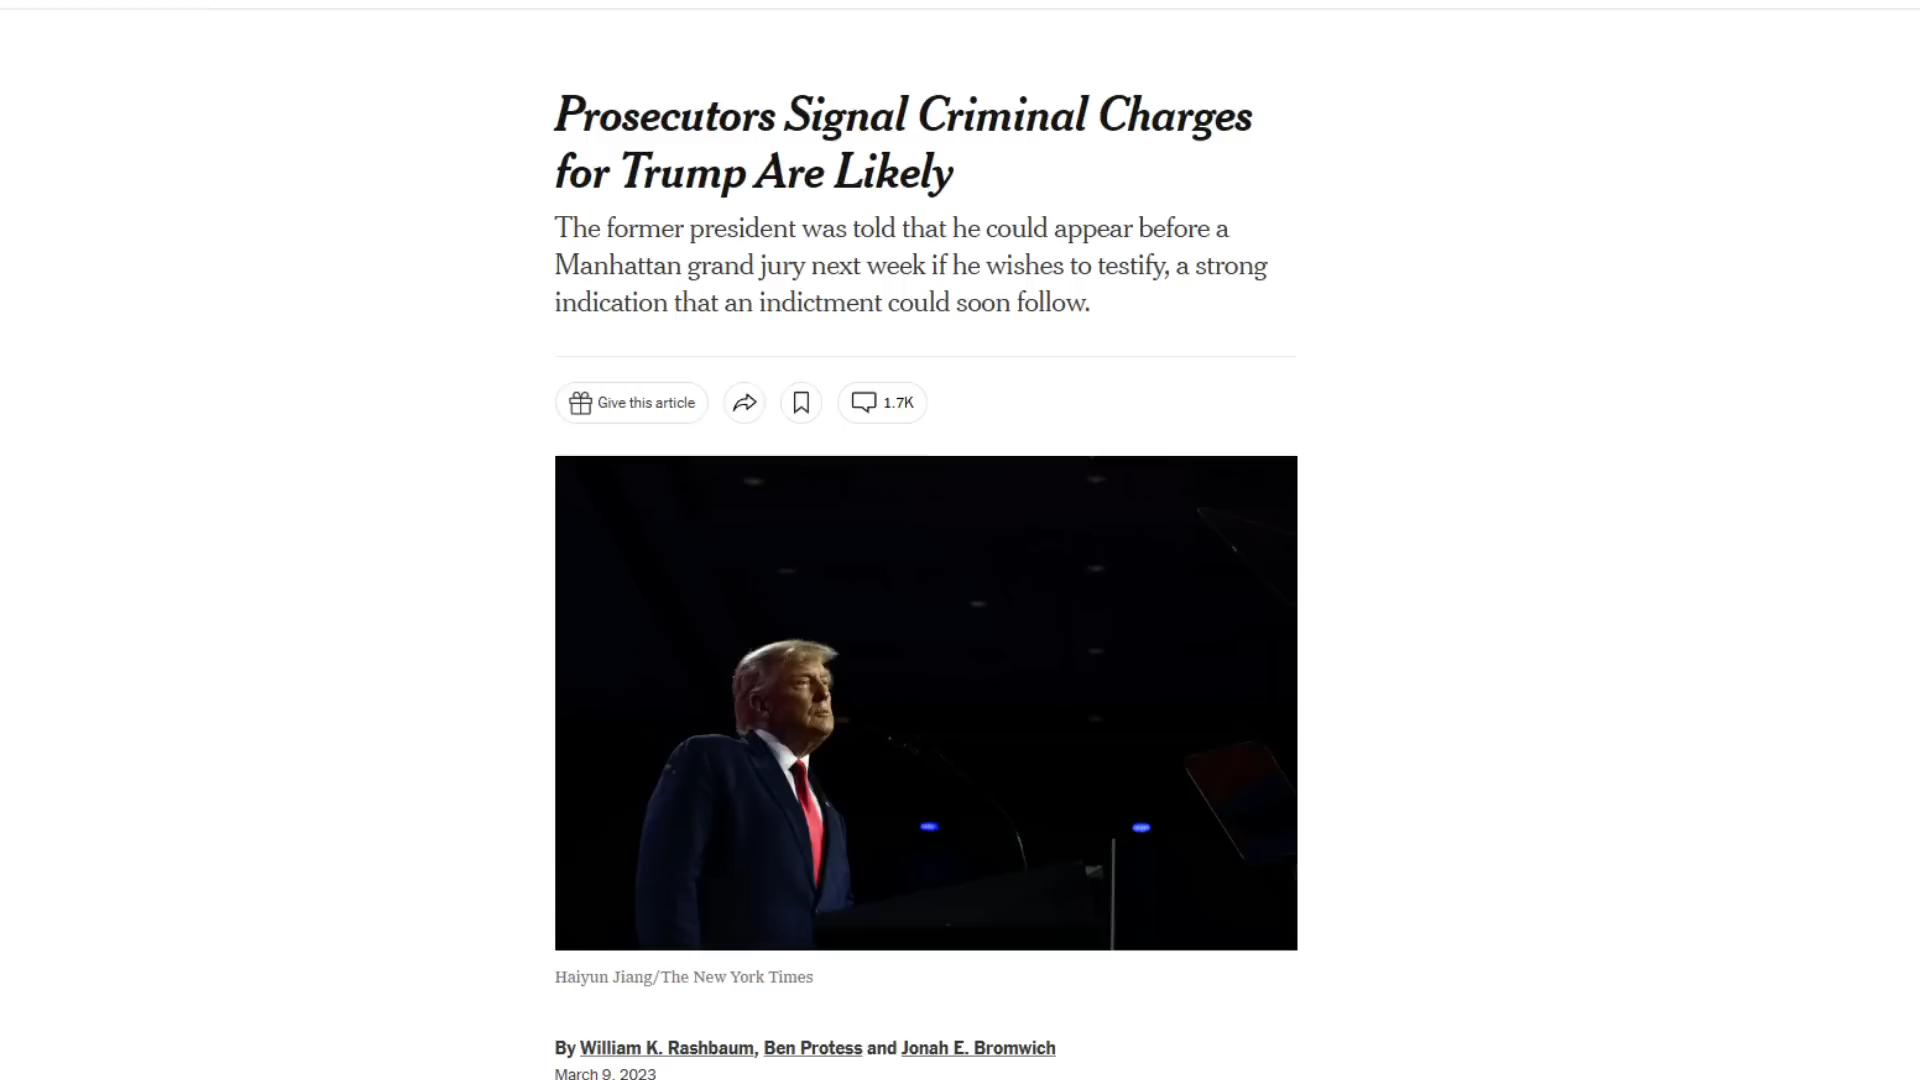 Prosecutors Signal Criminal Charges
for Trump Are Likely
The former president was told that he could appear before a
Manhattan grand jury next week if he wishes to testify, a strong
indication that an indictment could soon follow.
Give this article
1.7K
Haiyun Jiang/The New York Times
By William K. Rashbaum, Ben Protess and Jonah E. Bromwich
March 9, 2023